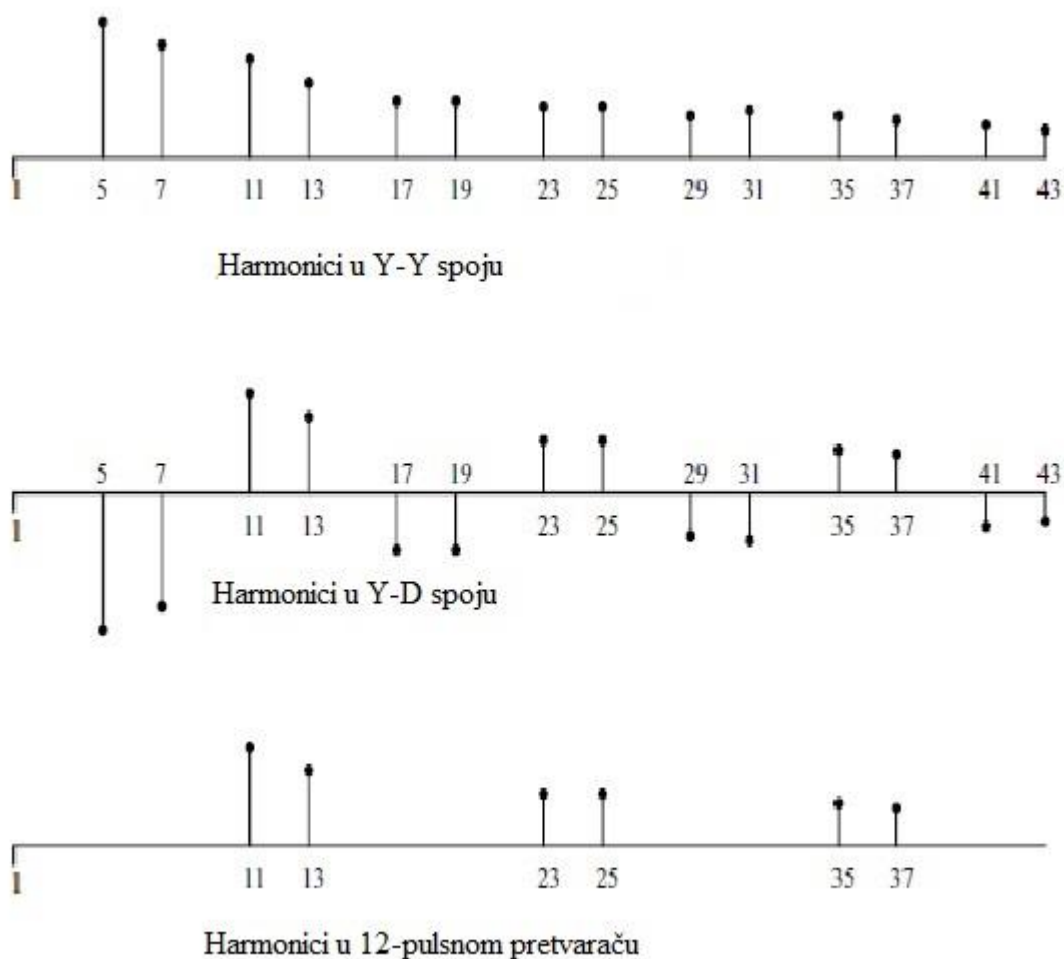 1 5 7 11 13 17 19 23 25 29 31 35 37 41 43
Harmonici u Y-Y spoju
5 7 17 19 29 31 41 43
1 11 13 23 25 35 37
Harmonici u Y-D spoju
1 11 13 23 25 35 37
Harmonici u 12-pulsnom pretvaraču